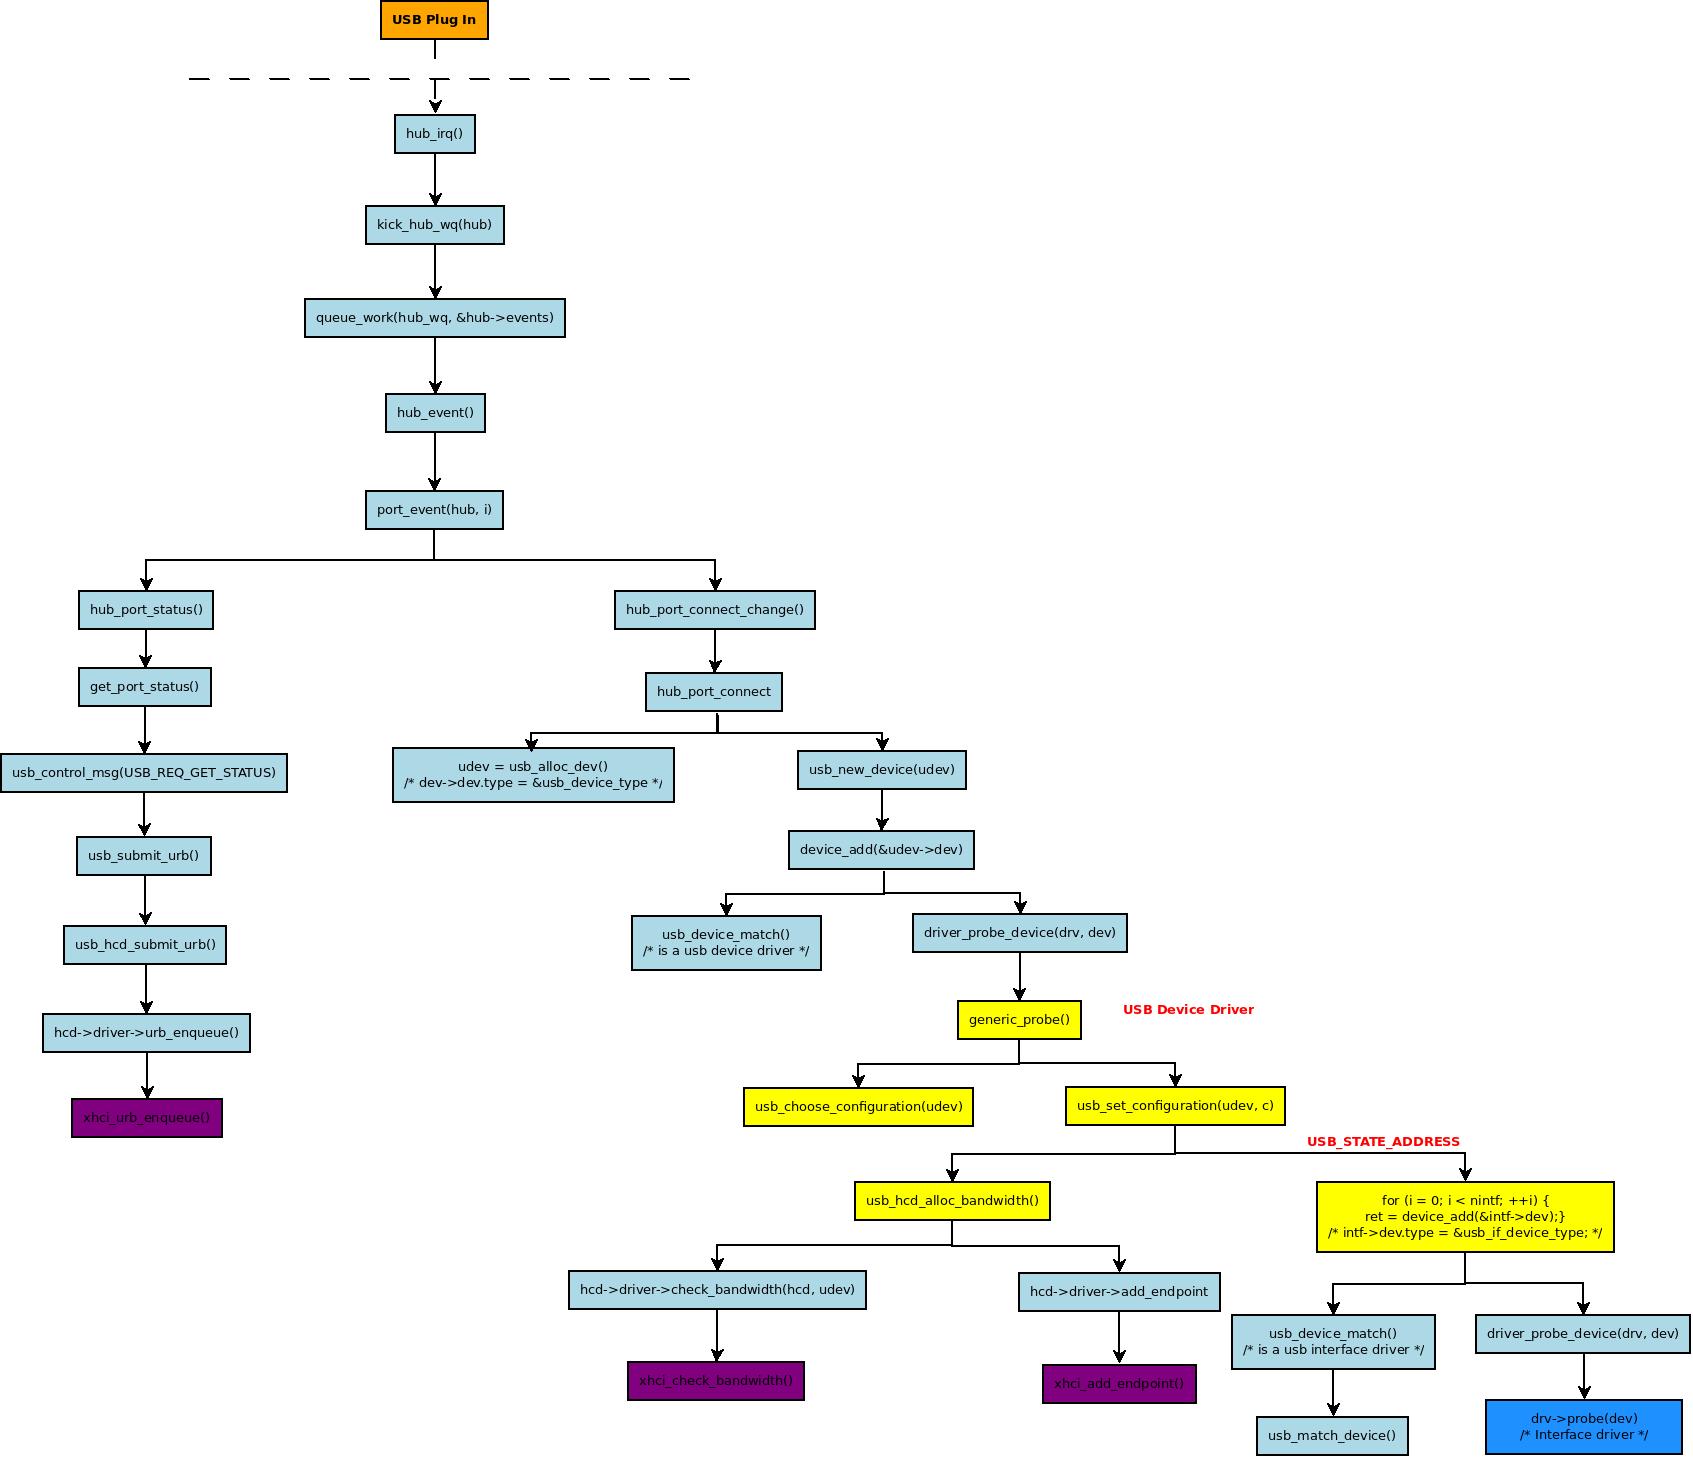 USB Plug In
hub_irq()
kick_hub_wq(hub)
queue_work(hub_wq, &hub->events)
hub_event()
port_event(hub, i)
hub_port_status()
hub_port_connect_change()
get_port_status()
hub_port_connect
usb_control_msg(USB_REQ_GET_STATUS)
udev = usb_alloc_dev()
/* dev->dev.type = &usb_device_type */
usb_new_device(udev)
usb_submit_urb()
device_add(&udev->dev)
usb_hcd_submit_urb()
usb_device_match()
/* is a usb device driver */
driver_probe_device(drv, dev)
hcd->driver->urb_enqueue()
generic_probe()
USB Device Driver
xhci_urb_enqueue()
usb_choose_configuration(udev)
usb_set_configuration(udev, c)
USB_STATE_ADDRESS
usb_hcd_alloc_bandwidth()
for (i = 0; i < nintf; ++i) {
ret = device_add(&intf->dev);}
/* intf->dev.type = &usb_if_device_type; */
hcd->driver->check_bandwidth(hcd, udev)
hcd->driver->add_endpoint
usb_device_match()
/* is a usb interface driver */
driver_probe_device(drv, dev)
xhci_check_bandwidth()
xhci_add_endpoint()
usb_match_device()
drv->probe(dev)
/* Interface driver */